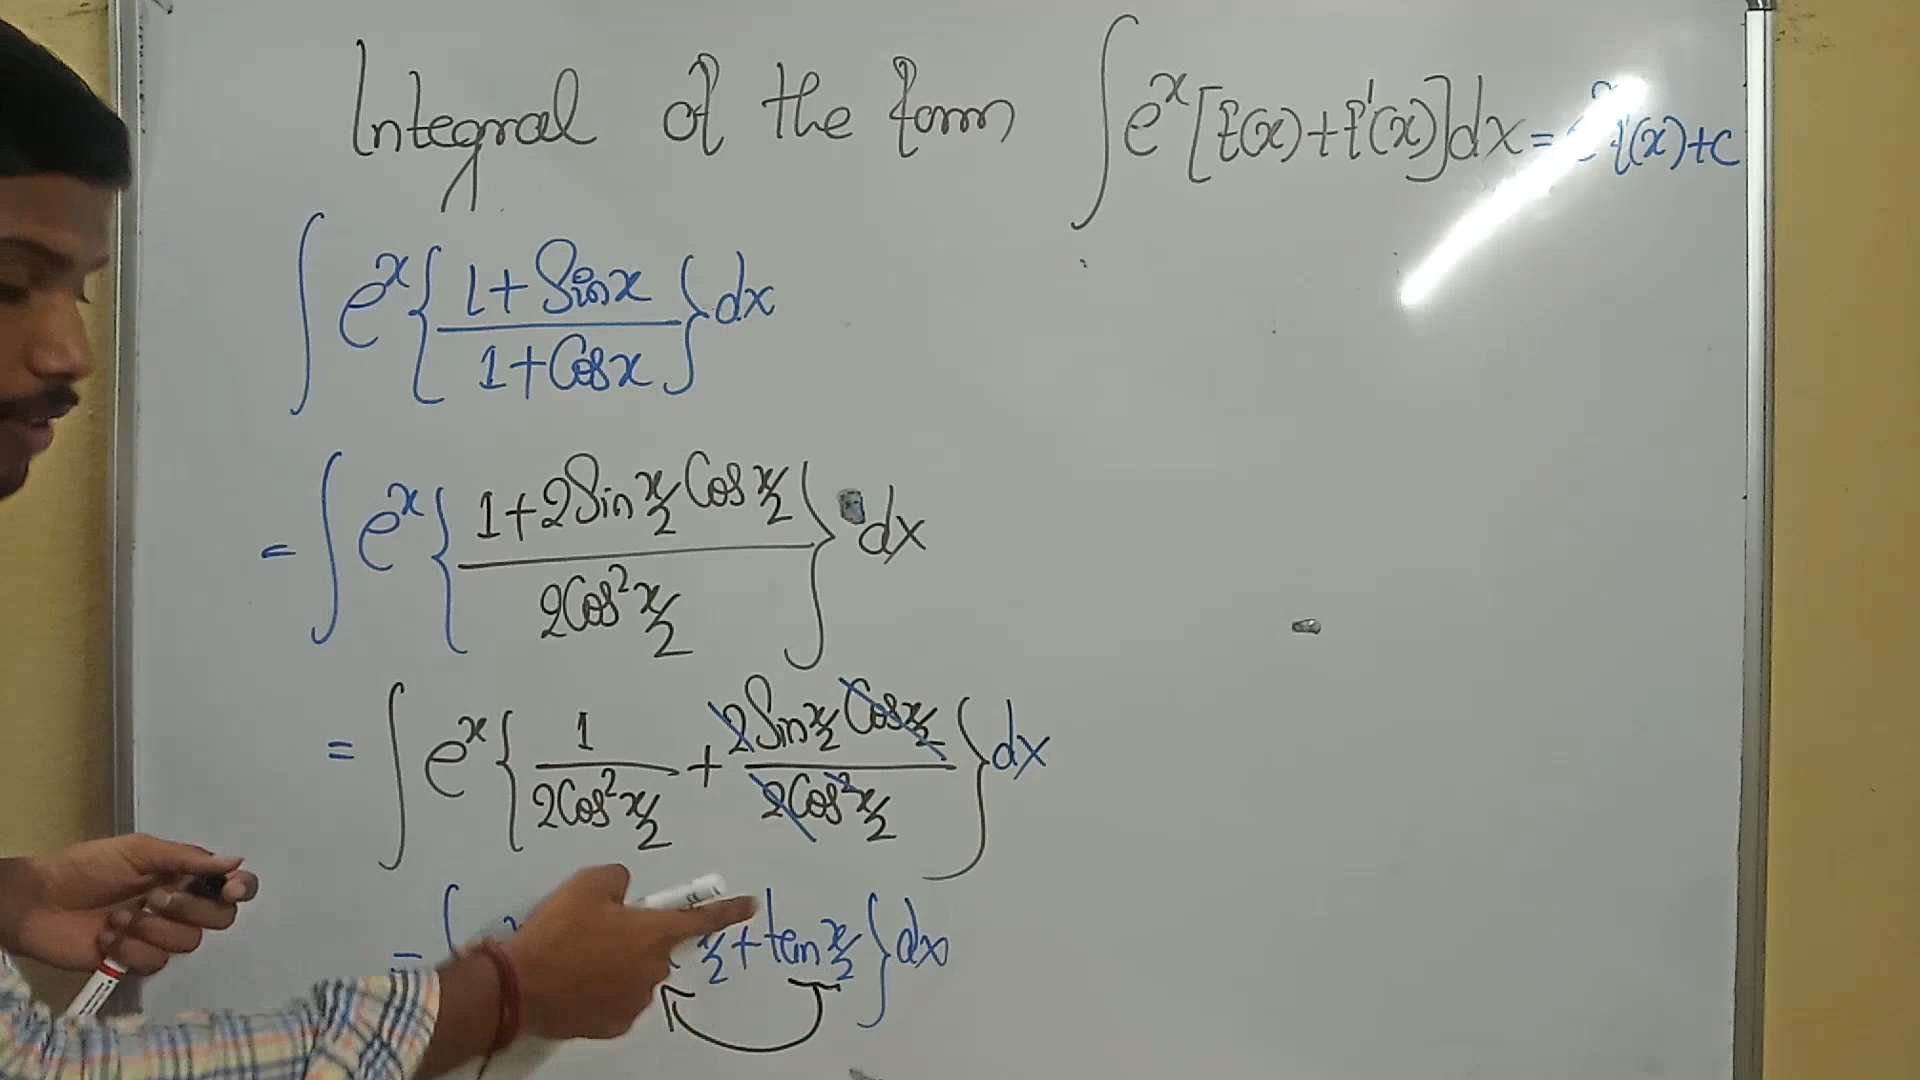 Integral of the form ∫e^x[f(x)+f'(x)]dx= f(x)+c
∫e^x{(1+Sinx)/(1+Cosx)}dx
=∫e^x{(1+2Sin x/2 Cos x/2)/(2Cos² x/2)}dx
=∫e^x{1/(2Cos² x/2)+(2Sin x/2 Cos x/2)/(2Cos² x/2)}dx
=∫ x/2+tan x/2}dx